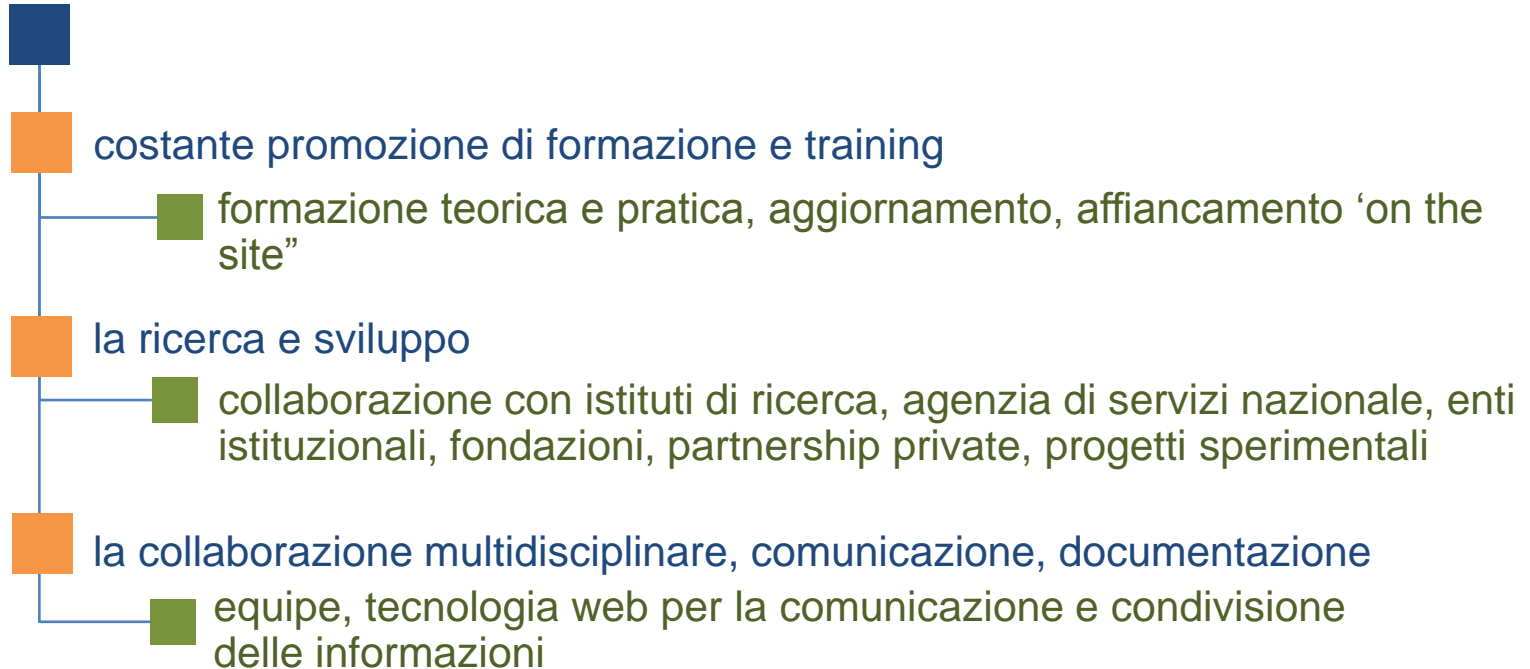 costante promozione di formazione e training
formazione teorica e pratica, aggiornamento, affiancamento ‘on the
site”
la ricerca e sviluppo
collaborazione con istituti di ricerca, agenzia di servizi nazionale, enti
istituzionali, fondazioni, partnership private, progetti sperimentali
la collaborazione multidisciplinare, comunicazione, documentazione
equipe, tecnologia web per la comunicazione e condivisione
delle informazioni